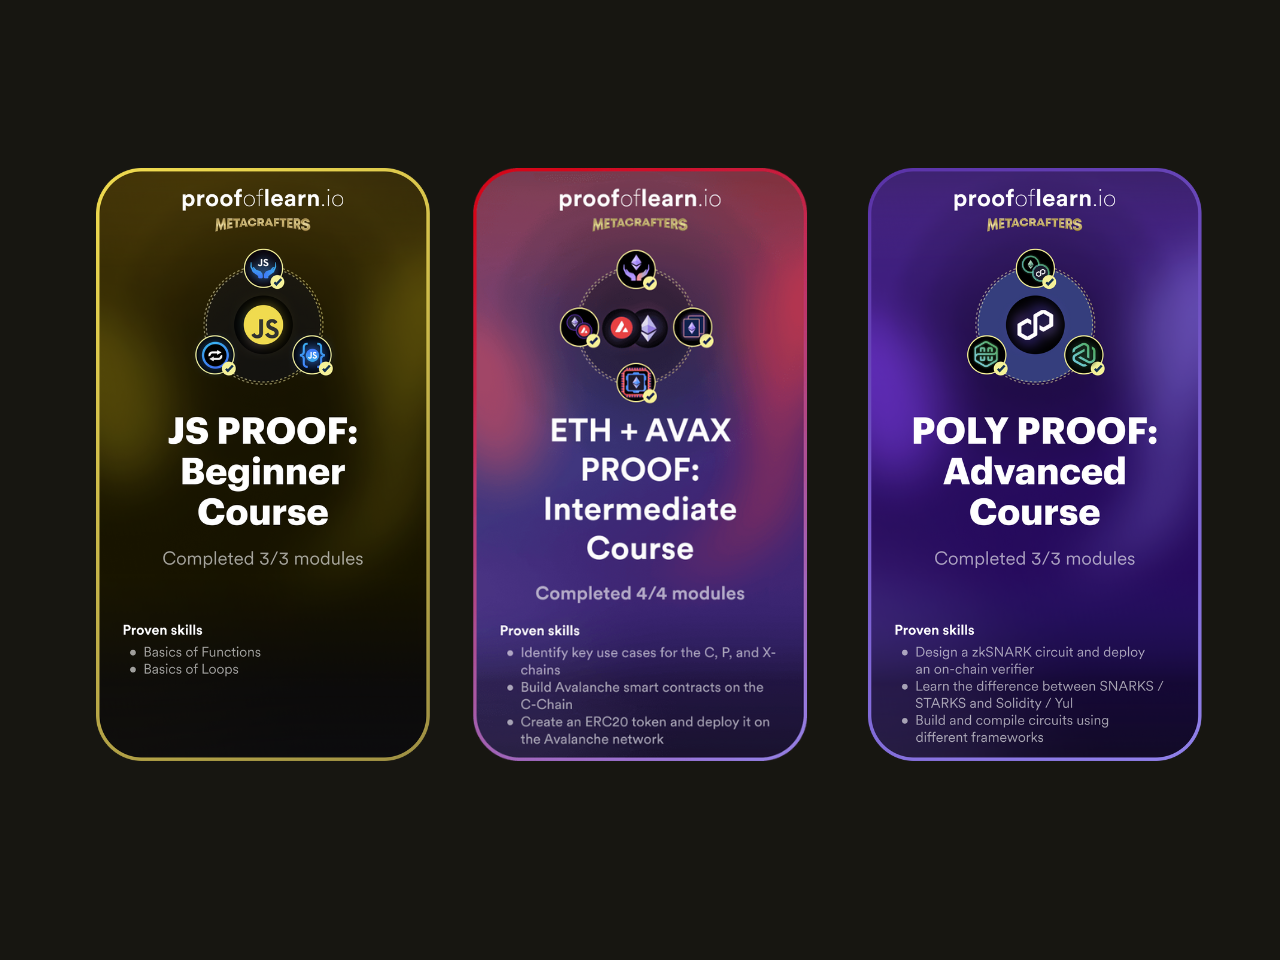 proofoflearn.io
METACRAFTERS
JS
JS
JS
JS PROOF:
Beginner
Course
Completed 3/3 modules
Proven skills
• Basics of Functions
• Basics of Loops
proofoflearn.io
METACRAFTERS
ETH + AVAX
PROOF:
Intermediate
Course
Completed 4/4 modules
Proven skills
• Identify key use cases for the C, P, and X-
chains
• Build Avalanche smart contracts on the
C-Chain
• Create an ERC20 token and deploy it on
the Avalanche network
proofoflearn.io
METACRAFTERS
POLY PROOF:
Advanced
Course
Completed 3/3 modules
Proven skills
• Design a zkSNARK circuit and deploy
an on-chain verifier
• Learn the difference between SNARKS /
STARKS and Solidity / Yul
• Build and compile circuits using
different frameworks